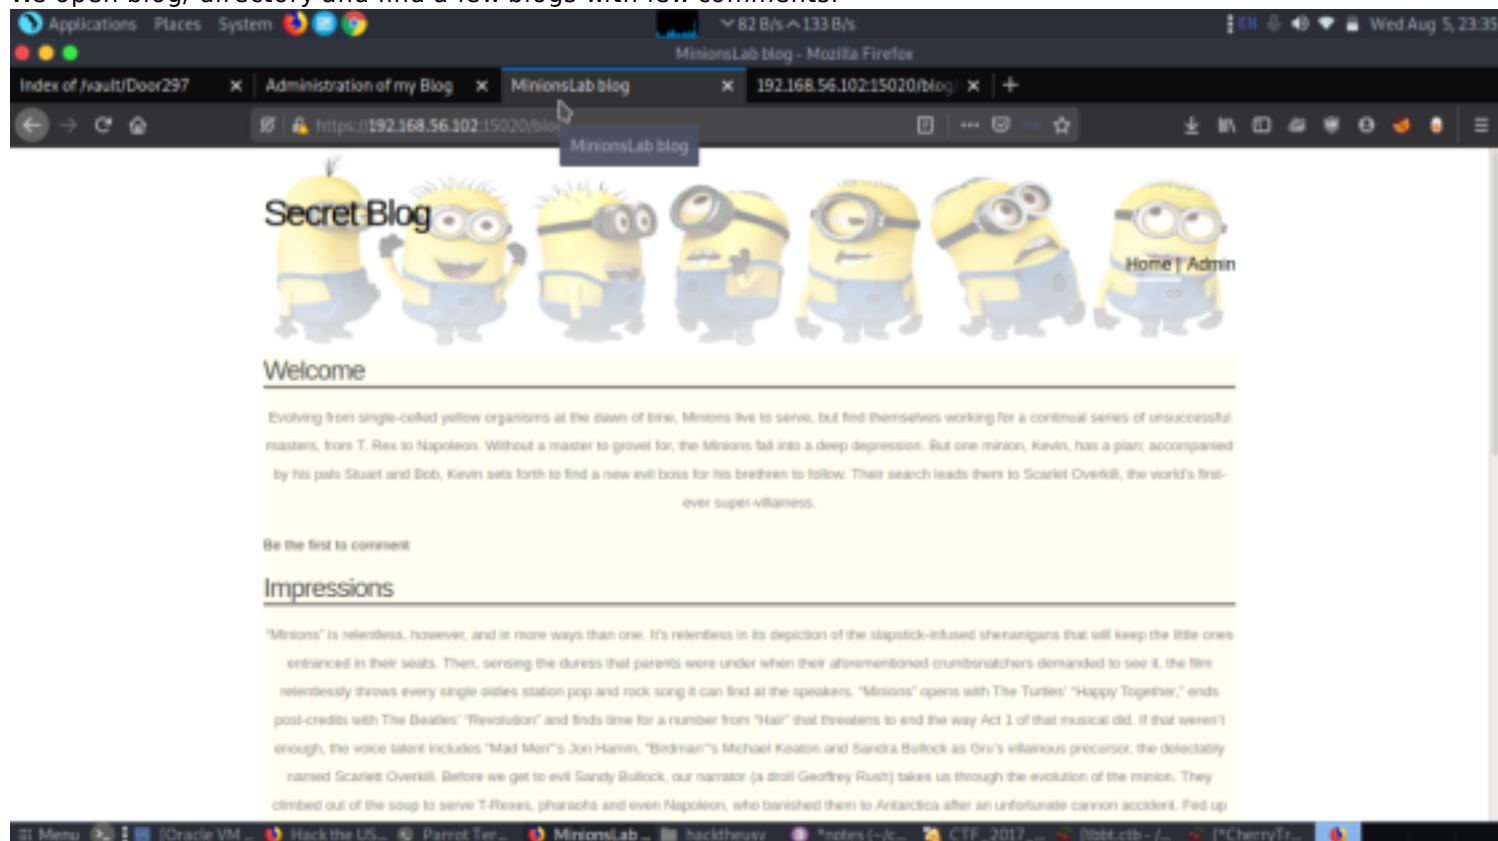 We open blog/ directory and find a few blogs with few comments.
Applications Places System 82 B/s 133 B/s EN Wed Aug 5, 23:35
MinionsLab blog - Mozilla Firefox
Index of /vault/Door297 × Administration of my Blog × MinionsLab blog × 192.168.56.102:15020/blog/ × +
https://192.168.56.102:15020/blog
MinionsLab blog
Secret Blog
Home | Admin
Welcome
Evolving from single-celled yellow organisms at the dawn of time, Minions live to serve, but find themselves working for a continual series of unsuccessful
masters, from T. Rex to Napoleon. Without a master to grovel for, the Minions fall into a deep depression. But one minion, Kevin, has a plan; accompanied
by his pals Stuart and Bob, Kevin sets forth to find a new evil boss for his brethren to follow. Their search leads them to Scarlet Overkill, the world's first-
ever super-villainess.
Be the first to comment
Impressions
"Minions" is relentless, however, and in more ways than one. It's relentless in its depiction of the slapstick-infused shenanigans that will keep the little ones
entranced in their seats. Then, sensing the duress that parents were under when their aforementioned crumbsnatchers demanded to see it, the film
relentlessly throws every single oldies station pop and rock song it can find at the speakers. "Minions" opens with The Turtles' "Happy Together," ends
post-credits with The Beatles' "Revolution" and finds time for a number from "Hair" that threatens to end the way Act 1 of that musical did. If that weren't
enough, the voice talent includes "Mad Men"'s Jon Hamm, "Birdman"'s Michael Keaton and Sandra Bullock as Gru's villainous precursor, the delectably
named Scarlett Overkill. Before we get to evil Sandy Bullock, our narrator (a droll Geoffrey Rush) takes us through the evolution of the minion. They
climbed out of the soup to serve T-Rexes, pharaohs and even Napoleon, who banished them to Antarctica after an unfortunate cannon accident. Fed up
Menu [Oracle VM ... Hack the US... Parrot Ter... MinionsLab... hacktheusv *notes (~/c... CTF_2017_... [tbbt.ctb - /... [*CherryTr...